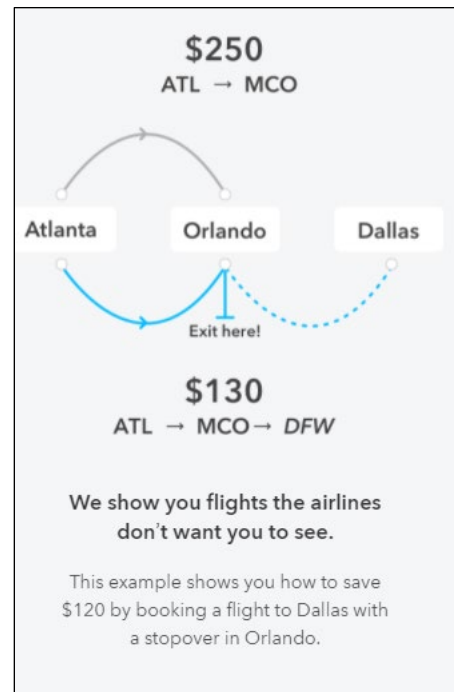 $250
ATL → MCO
Atlanta
Orlando
Dallas
Exit here!
$130
ATL → MCO → DFW
We show you flights the airlines
don't want you to see.
This example shows you how to save
$120 by booking a flight to Dallas with
a stopover in Orlando.